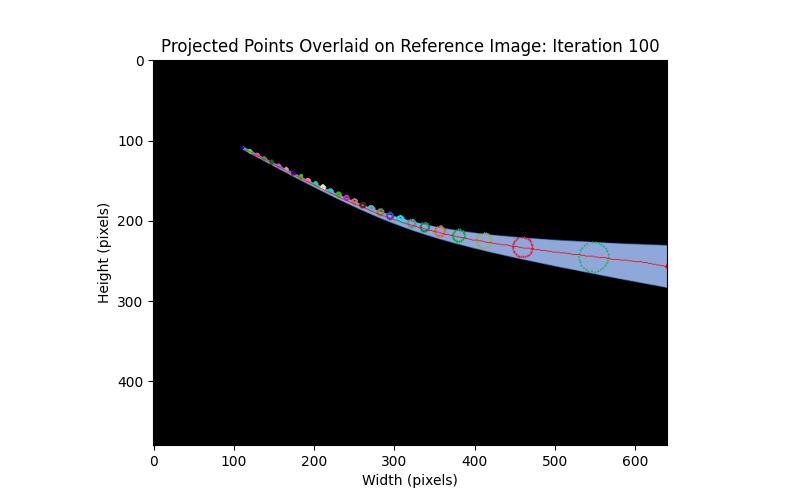 Projected Points Overlaid on Reference Image: Iteration 100
0
100
200
300
400
Height (pixels)
0 100 200 300 400 500 600
Width (pixels)